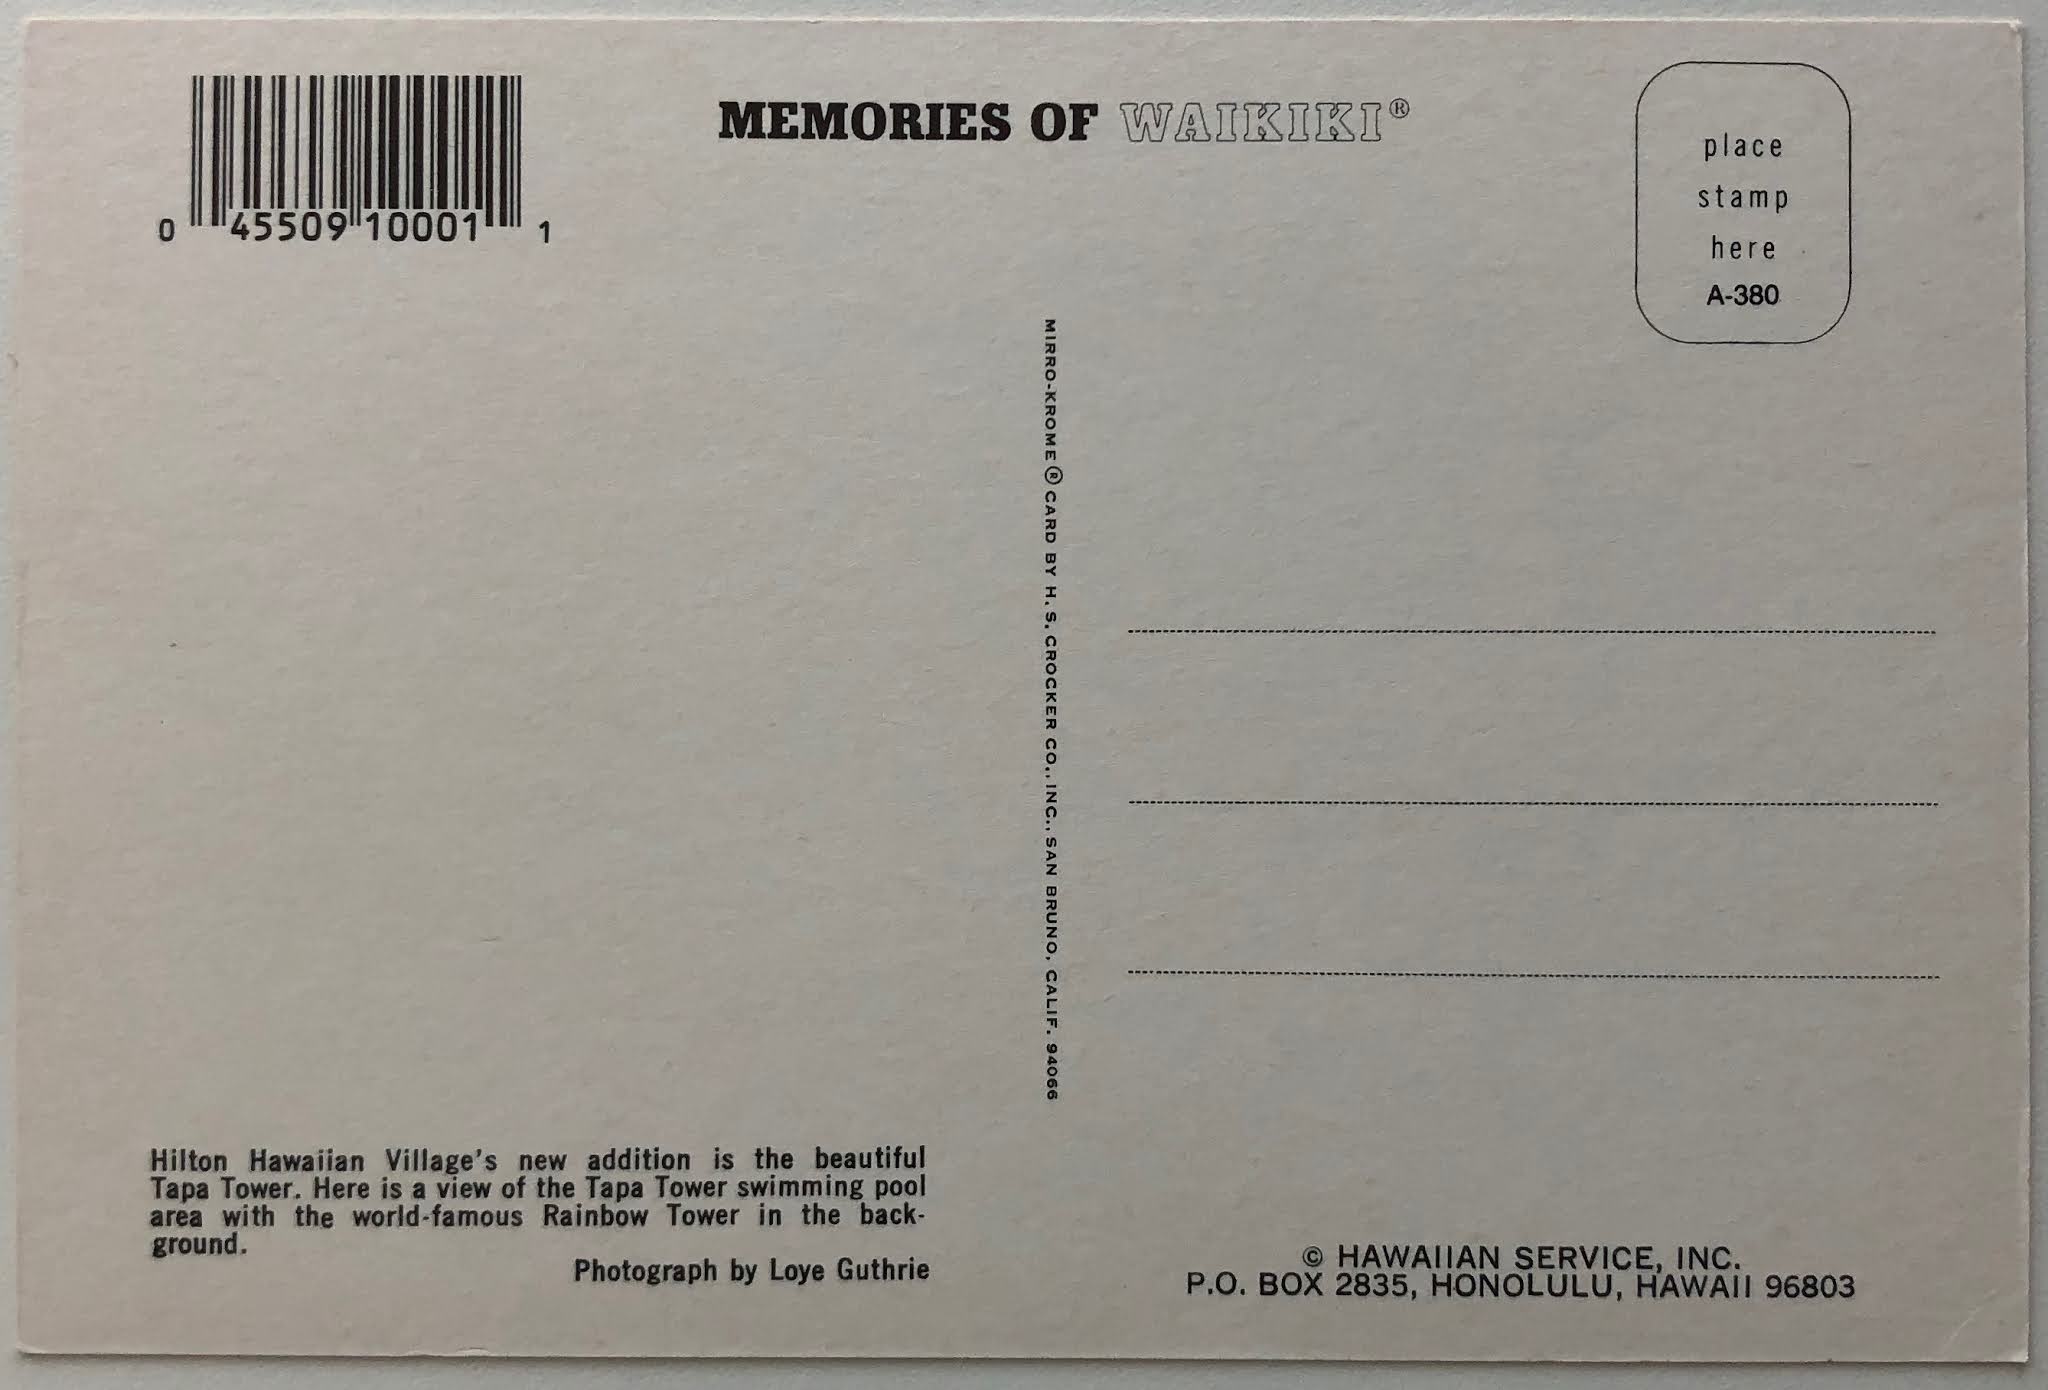 MEMORIES OF WAIKIKI®
0 45509 10001 1
place
stamp
here
A-380
MIRRO-KROME ® CARD BY H. S. CROCKER CO., INC., SAN BRUNO, CALIF. 94066
Hilton Hawaiian Village's new addition is the beautiful
Tapa Tower. Here is a view of the Tapa Tower swimming pool
area with the world-famous Rainbow Tower in the back-
ground.
Photograph by Loye Guthrie
© HAWAIIAN SERVICE, INC.
P.O. BOX 2835, HONOLULU, HAWAII 96803